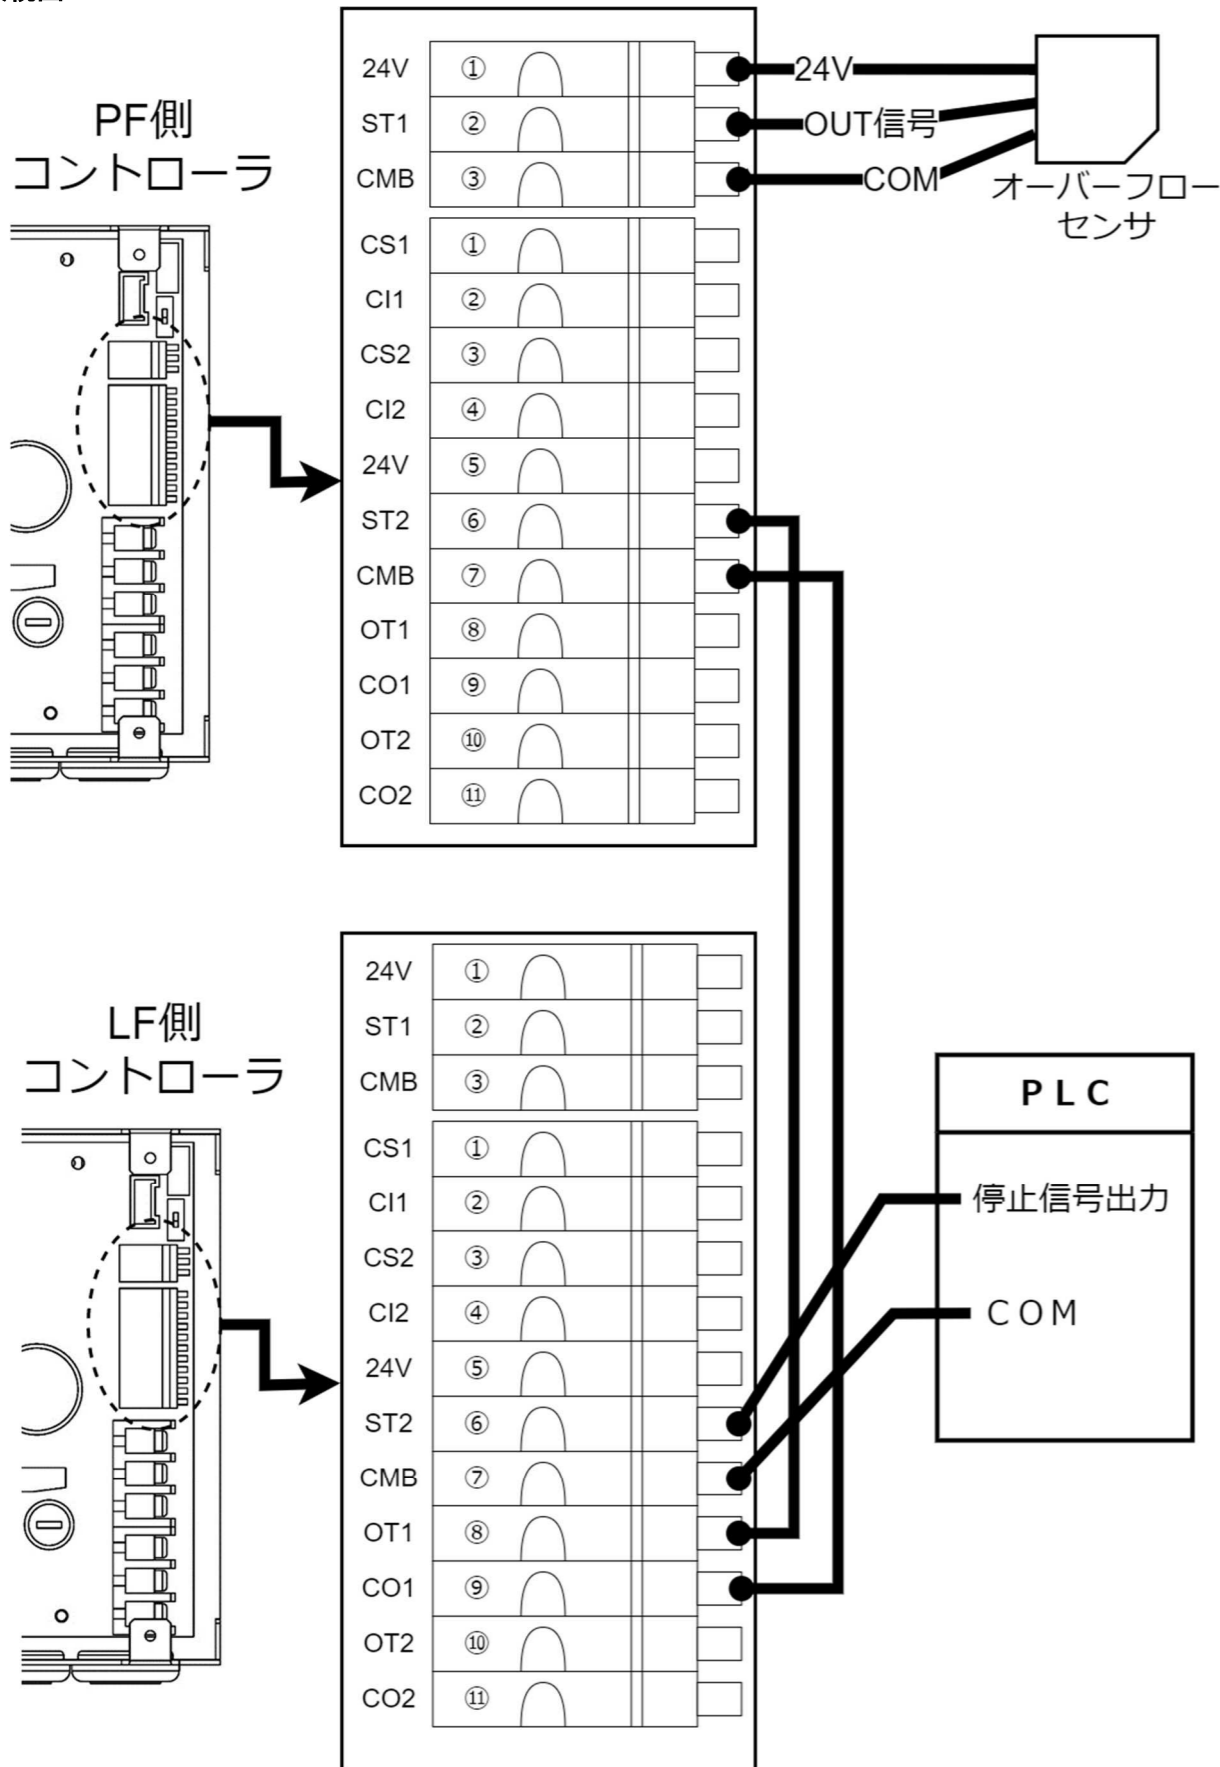 24V ① 24V
ST1 ② OUT信号
CMB ③ COM
オーバーフロー
センサ
PF側
コントローラ
CS1 ①
CI1 ②
CS2 ③
CI2 ④
24V ⑤
ST2 ⑥
CMB ⑦
OT1 ⑧
CO1 ⑨
OT2 ⑩
CO2 ⑪
LF側
コントローラ
24V ①
ST1 ②
CMB ③
CS1 ①
CI1 ②
CS2 ③
CI2 ④
24V ⑤
ST2 ⑥
CMB ⑦
OT1 ⑧
CO1 ⑨
OT2 ⑩
CO2 ⑪
ＰＬＣ
停止信号出力
ＣＯＭ